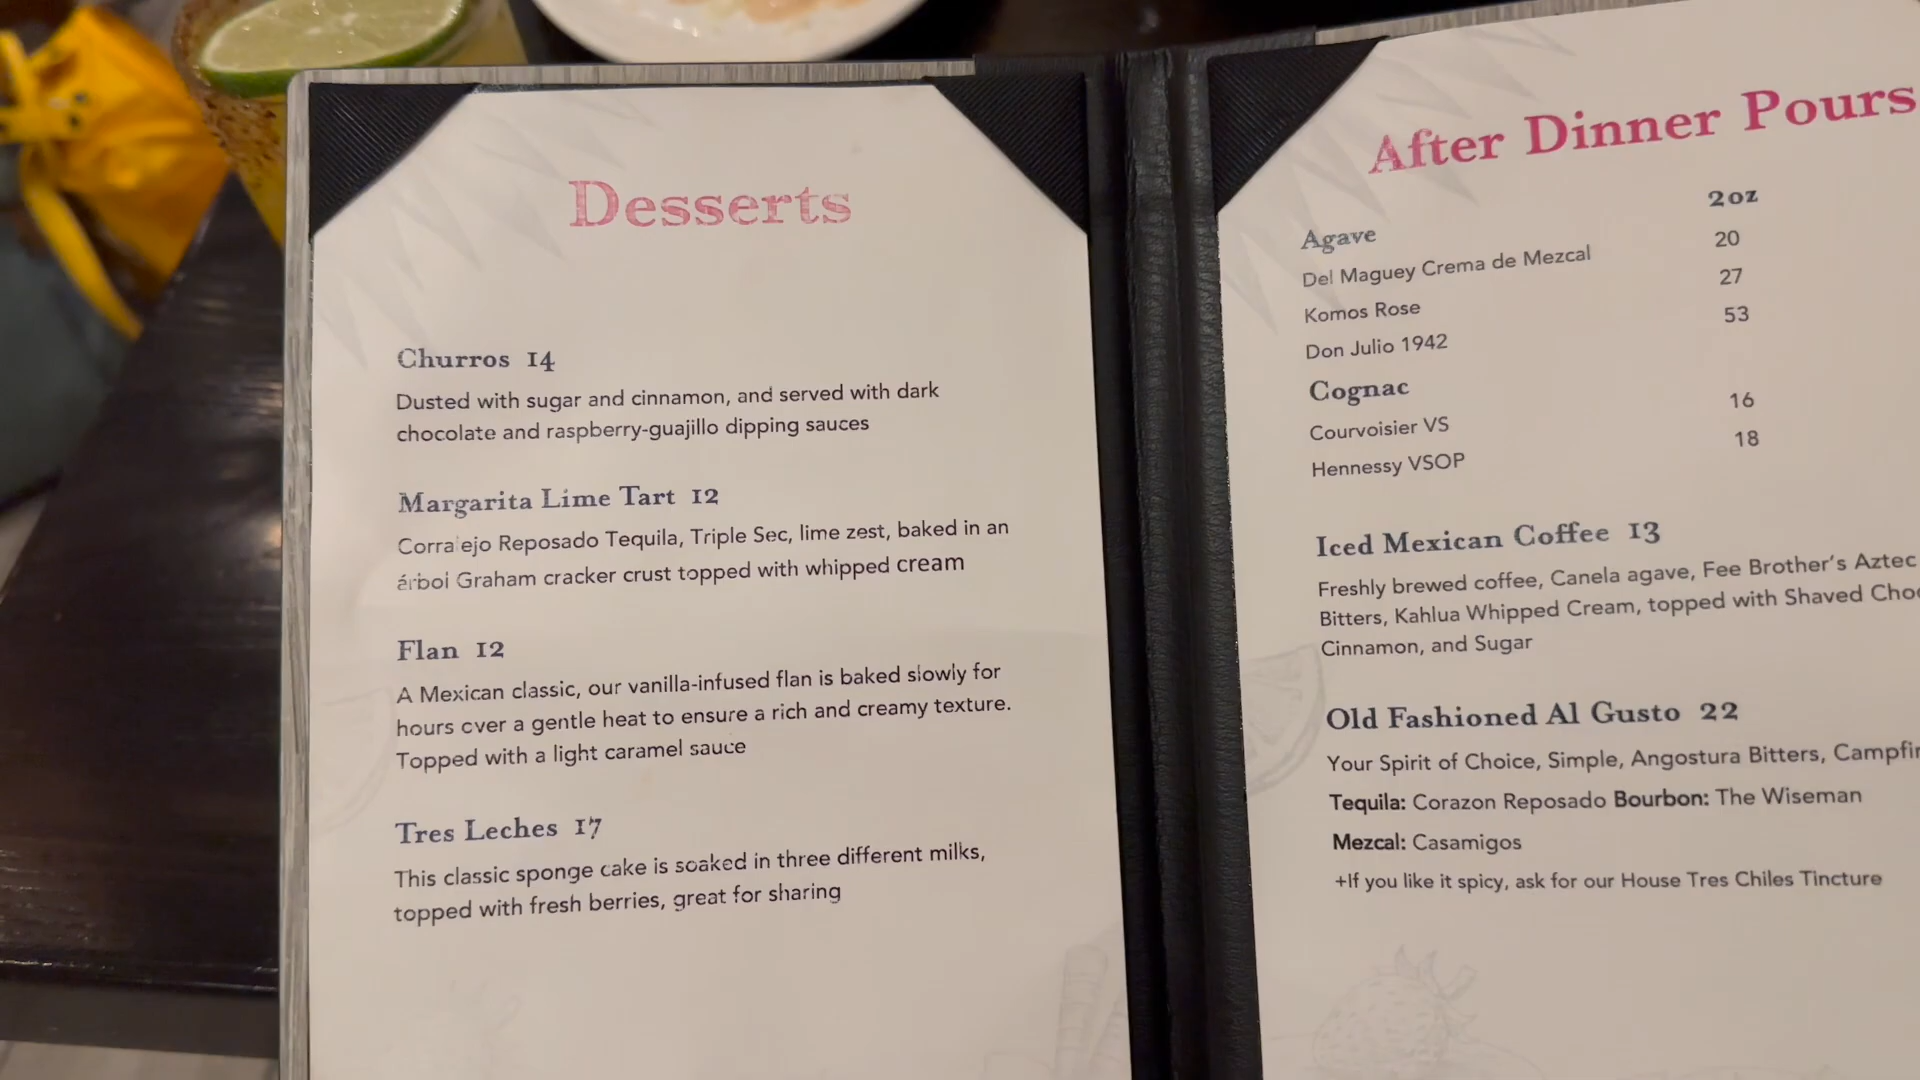 Desserts
Churros 14
Dusted with sugar and cinnamon, and served with dark
chocolate and raspberry-guajillo dipping sauces
Margarita Lime Tart 12
Corralejo Reposado Tequila, Triple Sec, lime zest, baked in an
árbol Graham cracker crust topped with whipped cream
Flan 12
A Mexican classic, our vanilla-infused flan is baked slowly for
hours over a gentle heat to ensure a rich and creamy texture.
Topped with a light caramel sauce
Tres Leches 17
This classic sponge cake is soaked in three different milks,
topped with fresh berries, great for sharing
After Dinner Pours
2oz
Agave
Del Maguey Crema de Mezcal 20
Komos Rose 27
Don Julio 1942 53
Cognac
Courvoisier VS 16
Hennessy VSOP 18
Iced Mexican Coffee 13
Freshly brewed coffee, Canela agave, Fee Brother's Aztec
Bitters, Kahlua Whipped Cream, topped with Shaved
Cinnamon, and Sugar
Old Fashioned Al Gusto 22
Your Spirit of Choice, Simple, Angostura Bitters,
Tequila: Corazon Reposado Bourbon: The Wiseman
Mezcal: Casamigos
+If you like it spicy, ask for our House Tres Chiles Tincture